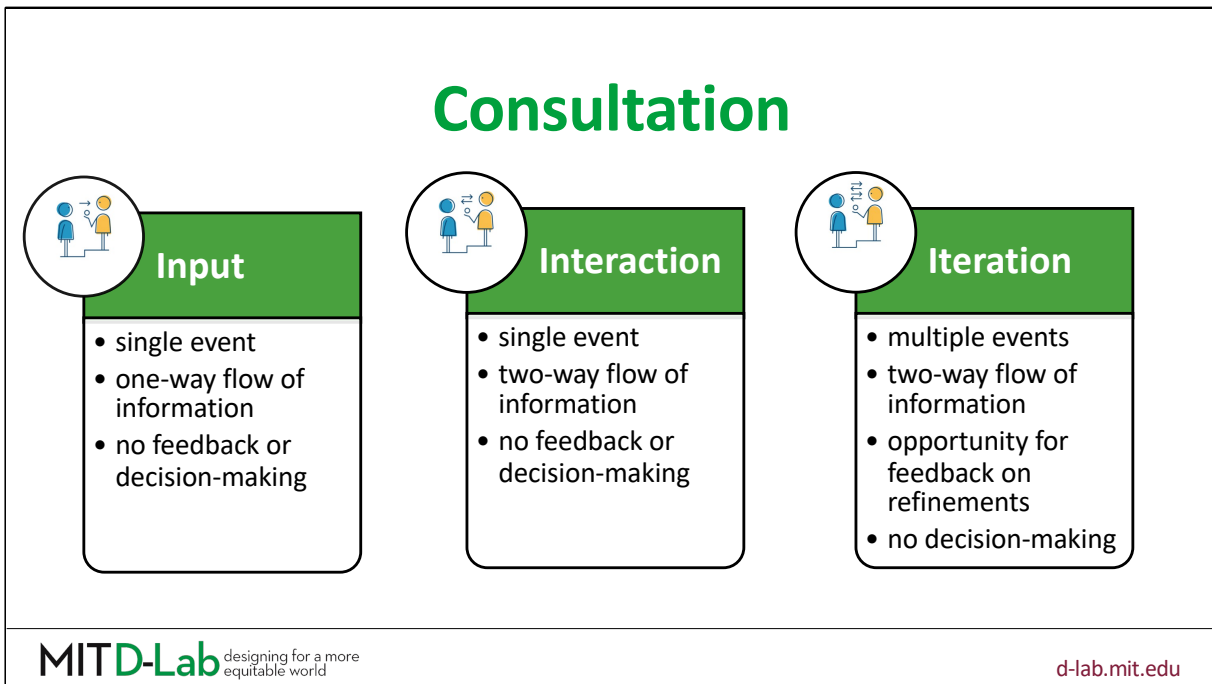 Consultation
Input
• single event
• one-way flow of
information
• no feedback or
decision-making
Interaction
• single event
• two-way flow of
information
• no feedback or
decision-making
Iteration
• multiple events
• two-way flow of
information
• opportunity for
feedback on
refinements
• no decision-making
MIT D-Lab designing for a more
equitable world
d-lab.mit.edu